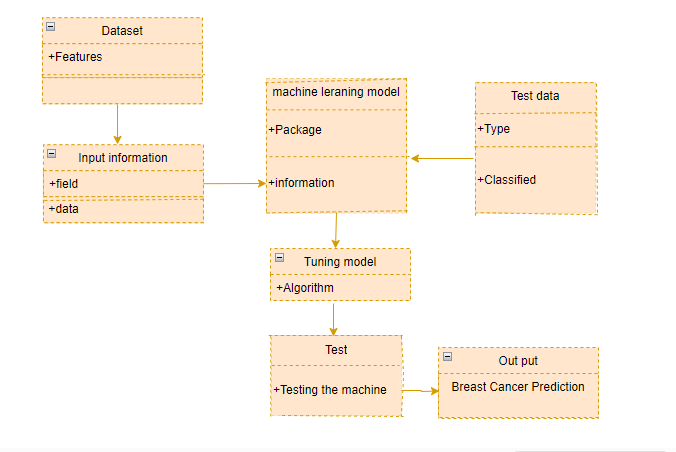 Dataset
+Features
Input information
+field
+data
machine leraning model
+Package
+information
Test data
+Type
+Classified
Tuning model
+Algorithm
Test
+Testing the machine
Out put
Breast Cancer Prediction